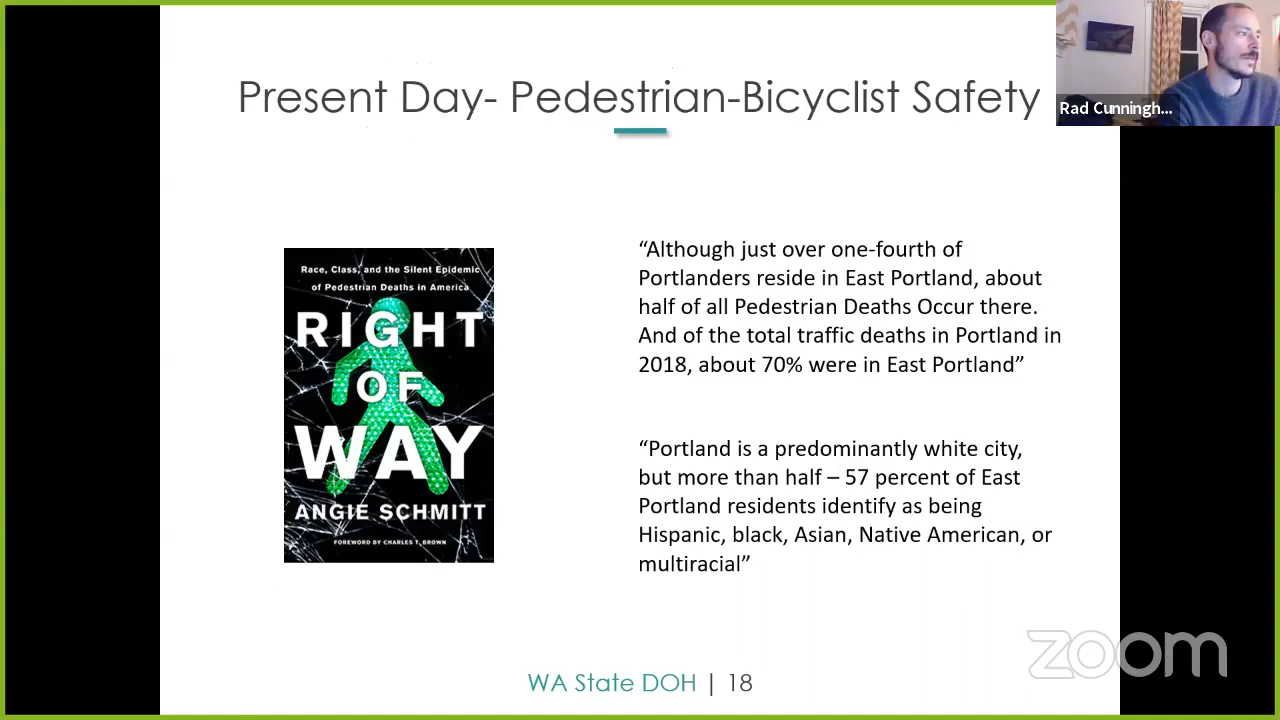 Present Day- Pedestrian-Bicyclist Safety
Rad Cunningh...
Race, Class, and the Silent Epidemic
of Pedestrian Deaths in America
RIGHT
OF
WAY
ANGIE SCHMITT
FOREWORD BY CHARLES T. BROWN
“Although just over one-fourth of
Portlanders reside in East Portland, about
half of all Pedestrian Deaths Occur there.
And of the total traffic deaths in Portland in
2018, about 70% were in East Portland”
“Portland is a predominantly white city,
but more than half – 57 percent of East
Portland residents identify as being
Hispanic, black, Asian, Native American, or
multiracial”
WA State DOH | 18
zoom